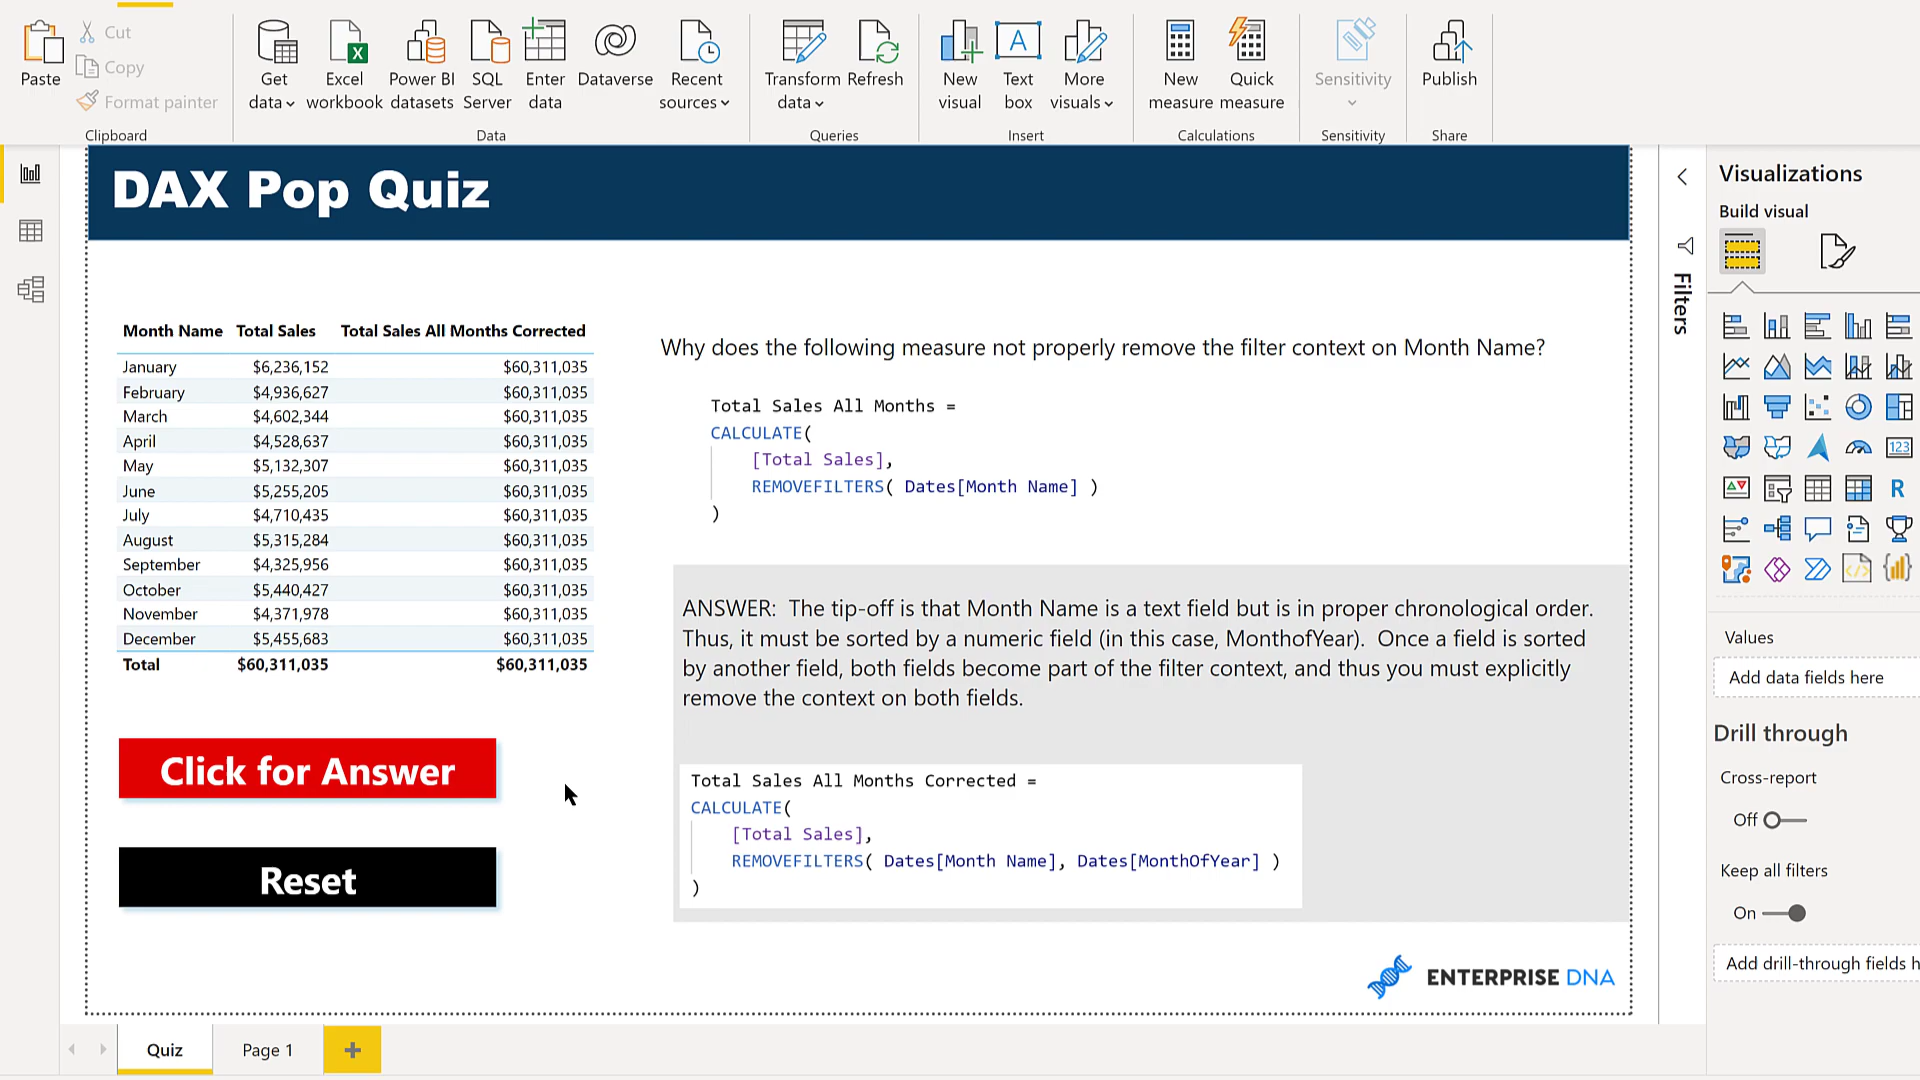 Paste
Cut
Copy
Format painter
Clipboard
Get data
Excel workbook
Power BI datasets
SQL Server
Enter data
Dataverse
Recent sources
Data
Transform data
Refresh
Queries
New visual
Text box
More visuals
Insert
New measure
Quick measure
Calculations
Sensitivity
Sensitivity
Publish
Share
DAX Pop Quiz
Month Name Total Sales Total Sales All Months Corrected
January $6,236,152 $60,311,035
February $4,936,627 $60,311,035
March $4,602,344 $60,311,035
April $4,528,637 $60,311,035
May $5,132,307 $60,311,035
June $5,255,205 $60,311,035
July $4,710,435 $60,311,035
August $5,315,284 $60,311,035
September $4,325,956 $60,311,035
October $5,440,427 $60,311,035
November $4,371,978 $60,311,035
December $5,455,683 $60,311,035
Total $60,311,035 $60,311,035
Click for Answer
Reset
Why does the following measure not properly remove the filter context on Month Name?
Total Sales All Months =
CALCULATE(
[Total Sales],
REMOVEFILTERS( Dates[Month Name] )
)
ANSWER: The tip-off is that Month Name is a text field but is in proper chronological order.
Thus, it must be sorted by a numeric field (in this case, MonthofYear). Once a field is sorted
by another field, both fields become part of the filter context, and thus you must explicitly
remove the context on both fields.
Total Sales All Months Corrected =
CALCULATE(
[Total Sales],
REMOVEFILTERS( Dates[Month Name], Dates[MonthOfYear] )
)
ENTERPRISE DNA
Filters
Visualizations
Build visual
123
R
Values
Add data fields here
Drill through
Cross-report
Off
Keep all filters
On
Add drill-through fields h
Quiz
Page 1